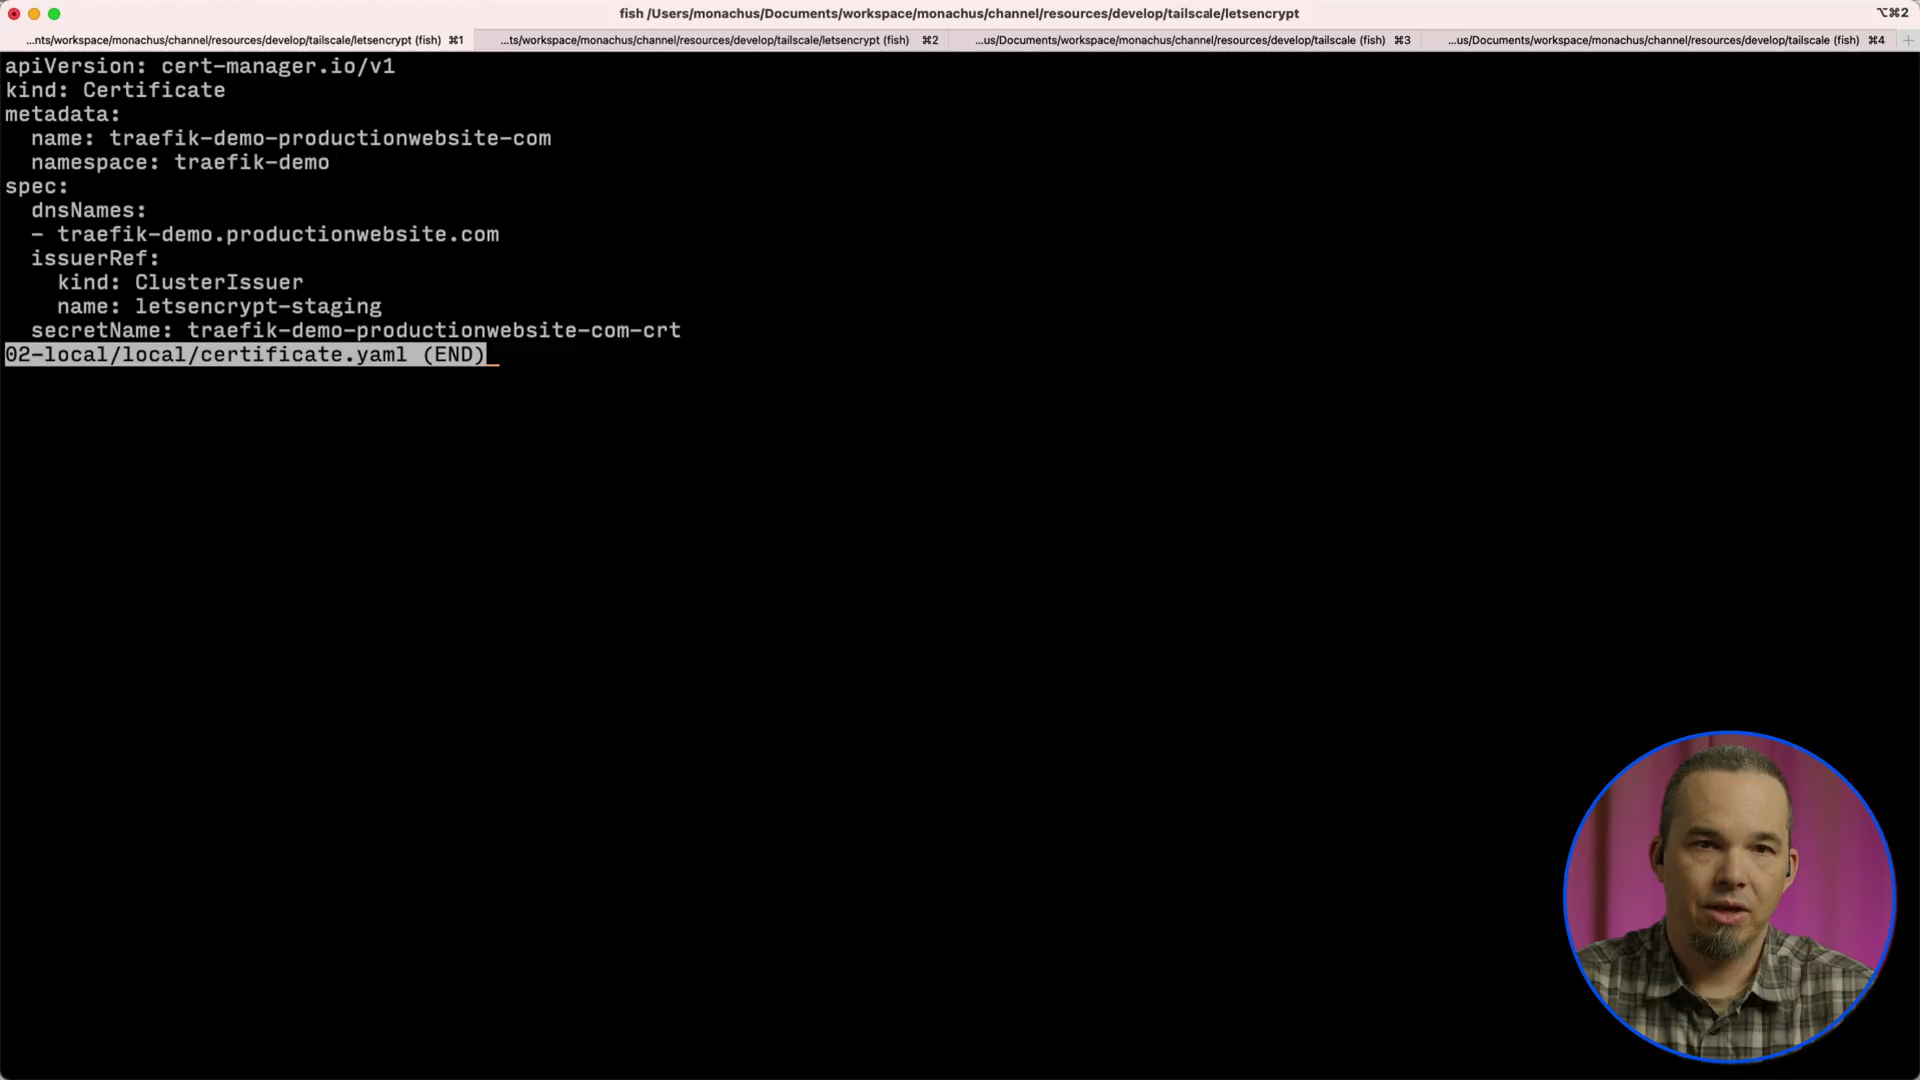 fish /Users/monachus/Documents/workspace/monachus/channel/resources/develop/tailscale/letsencrypt
⌥⌘2
...nts/workspace/monachus/channel/resources/develop/tailscale/letsencrypt (fish) ⌘1
...ts/workspace/monachus/channel/resources/develop/tailscale/letsencrypt (fish) ⌘2
...us/Documents/workspace/monachus/channel/resources/develop/tailscale (fish) ⌘3
...us/Documents/workspace/monachus/channel/resources/develop/tailscale (fish) ⌘4
apiVersion: cert-manager.io/v1
kind: Certificate
metadata:
  name: traefik-demo-productionwebsite-com
  namespace: traefik-demo
spec:
  dnsNames:
  - traefik-demo.productionwebsite.com
  issuerRef:
    kind: ClusterIssuer
    name: letsencrypt-staging
  secretName: traefik-demo-productionwebsite-com-crt
02-local/local/certificate.yaml (END)